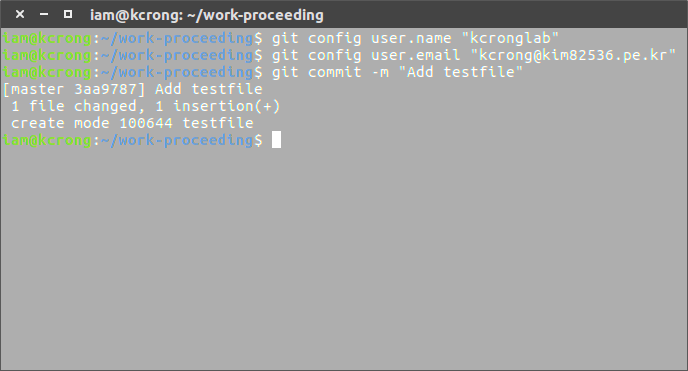 iam@kcrong: ~/work-proceeding
iam@kcrong:~/work-proceeding$ git config user.name "kcronglab"
iam@kcrong:~/work-proceeding$ git config user.email "kcrong@kim82536.pe.kr"
iam@kcrong:~/work-proceeding$ git commit -m "Add testfile"
[master 3aa9787] Add testfile
 1 file changed, 1 insertion(+)
 create mode 100644 testfile
iam@kcrong:~/work-proceeding$